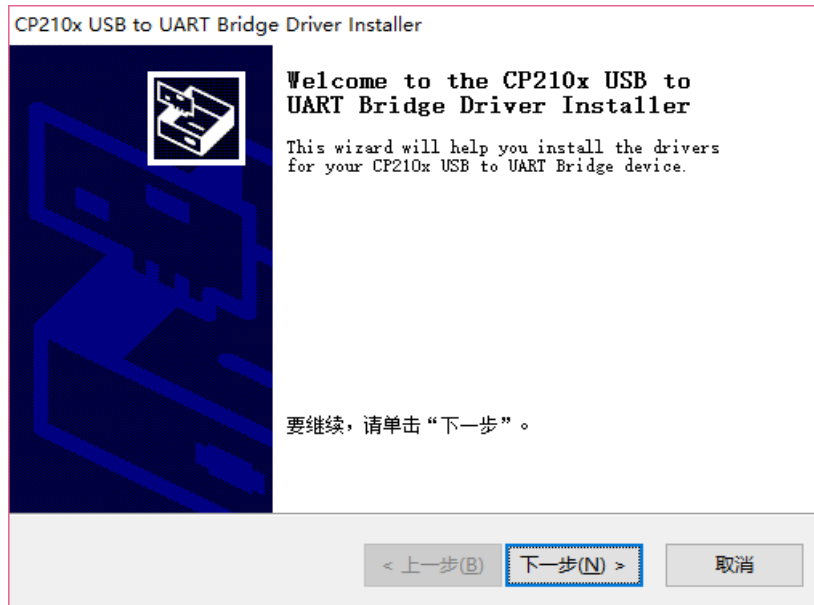 CP210x USB to UART Bridge Driver Installer
Welcome to the CP210x USB to
UART Bridge Driver Installer
This wizard will help you install the drivers
for your CP210x USB to UART Bridge device.
要继续，请单击“下一步”。
< 上一步(B)
下一步(N) >
取消